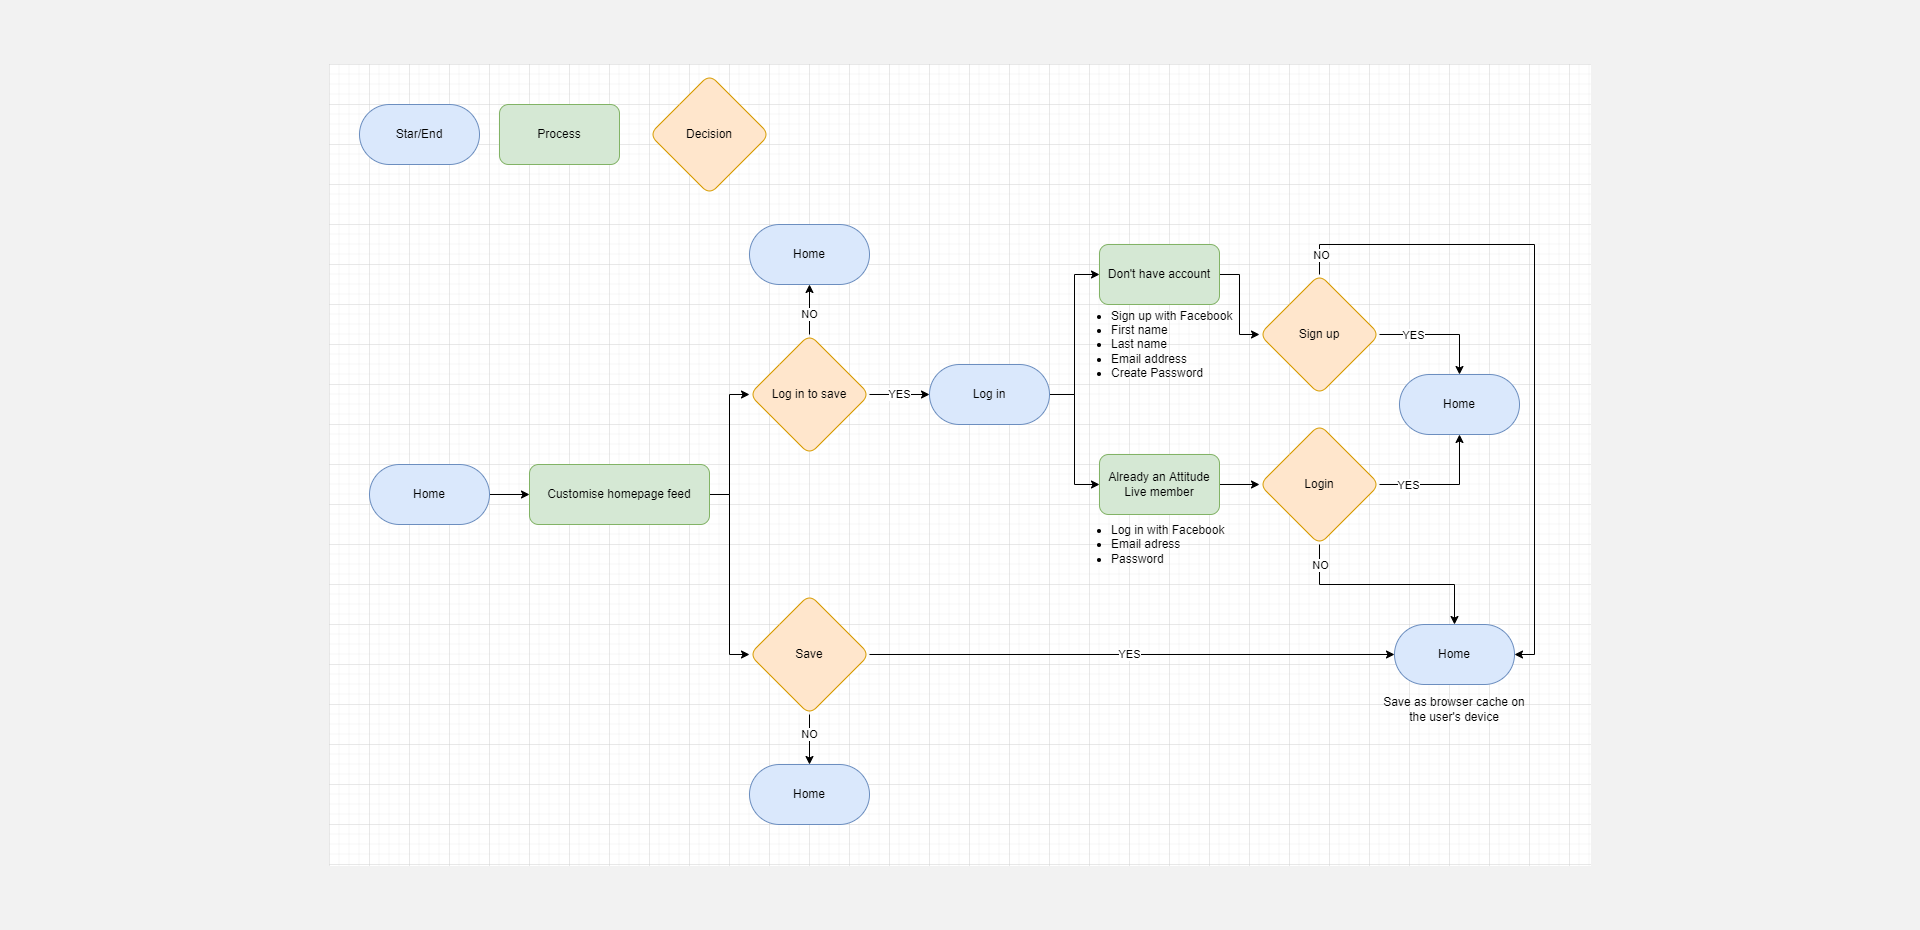 Star/End
Process
Decision
Home
NO
Log in to save
YES
Log in
Don't have account
• Sign up with Facebook
• First name
• Last name
• Email address
• Create Password
NO
Sign up
YES
Home
Home
Customise homepage feed
Already an Attitude
Live member
• Log in with Facebook
• Email adress
• Password
Login
YES
NO
Save
YES
Home
Save as browser cache on
the user's device
NO
Home